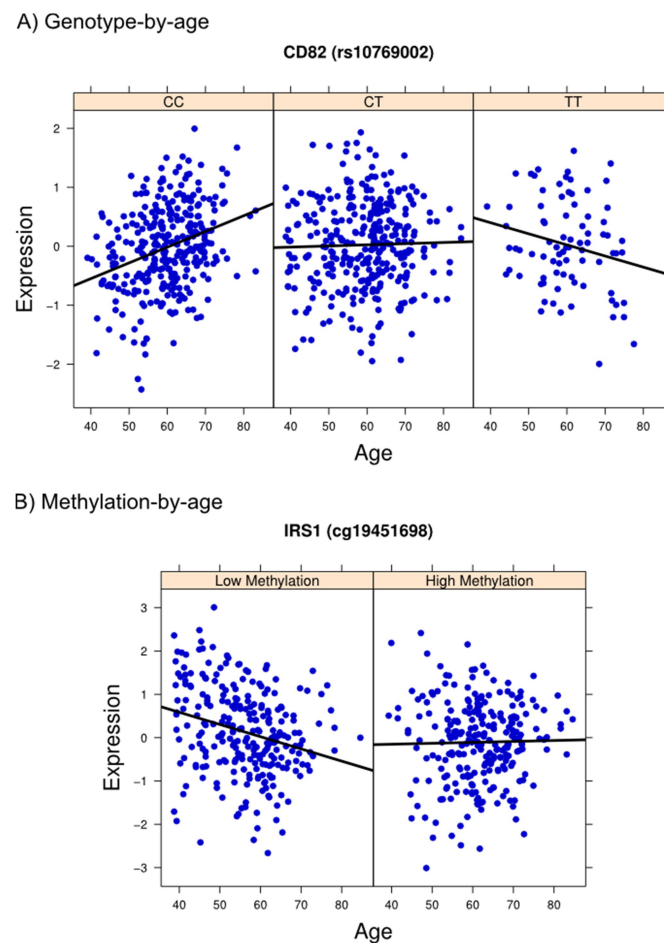 A) Genotype-by-age
CD82 (rs10769002)
CC CT TT
2
1
0
−1
−2
Expression
40 50 60 70 80 40 50 60 70 80 40 50 60 70 80
Age
B) Methylation-by-age
IRS1 (cg19451698)
Low Methylation High Methylation
3
2
1
0
−1
−2
−3
Expression
40 50 60 70 80 40 50 60 70 80
Age